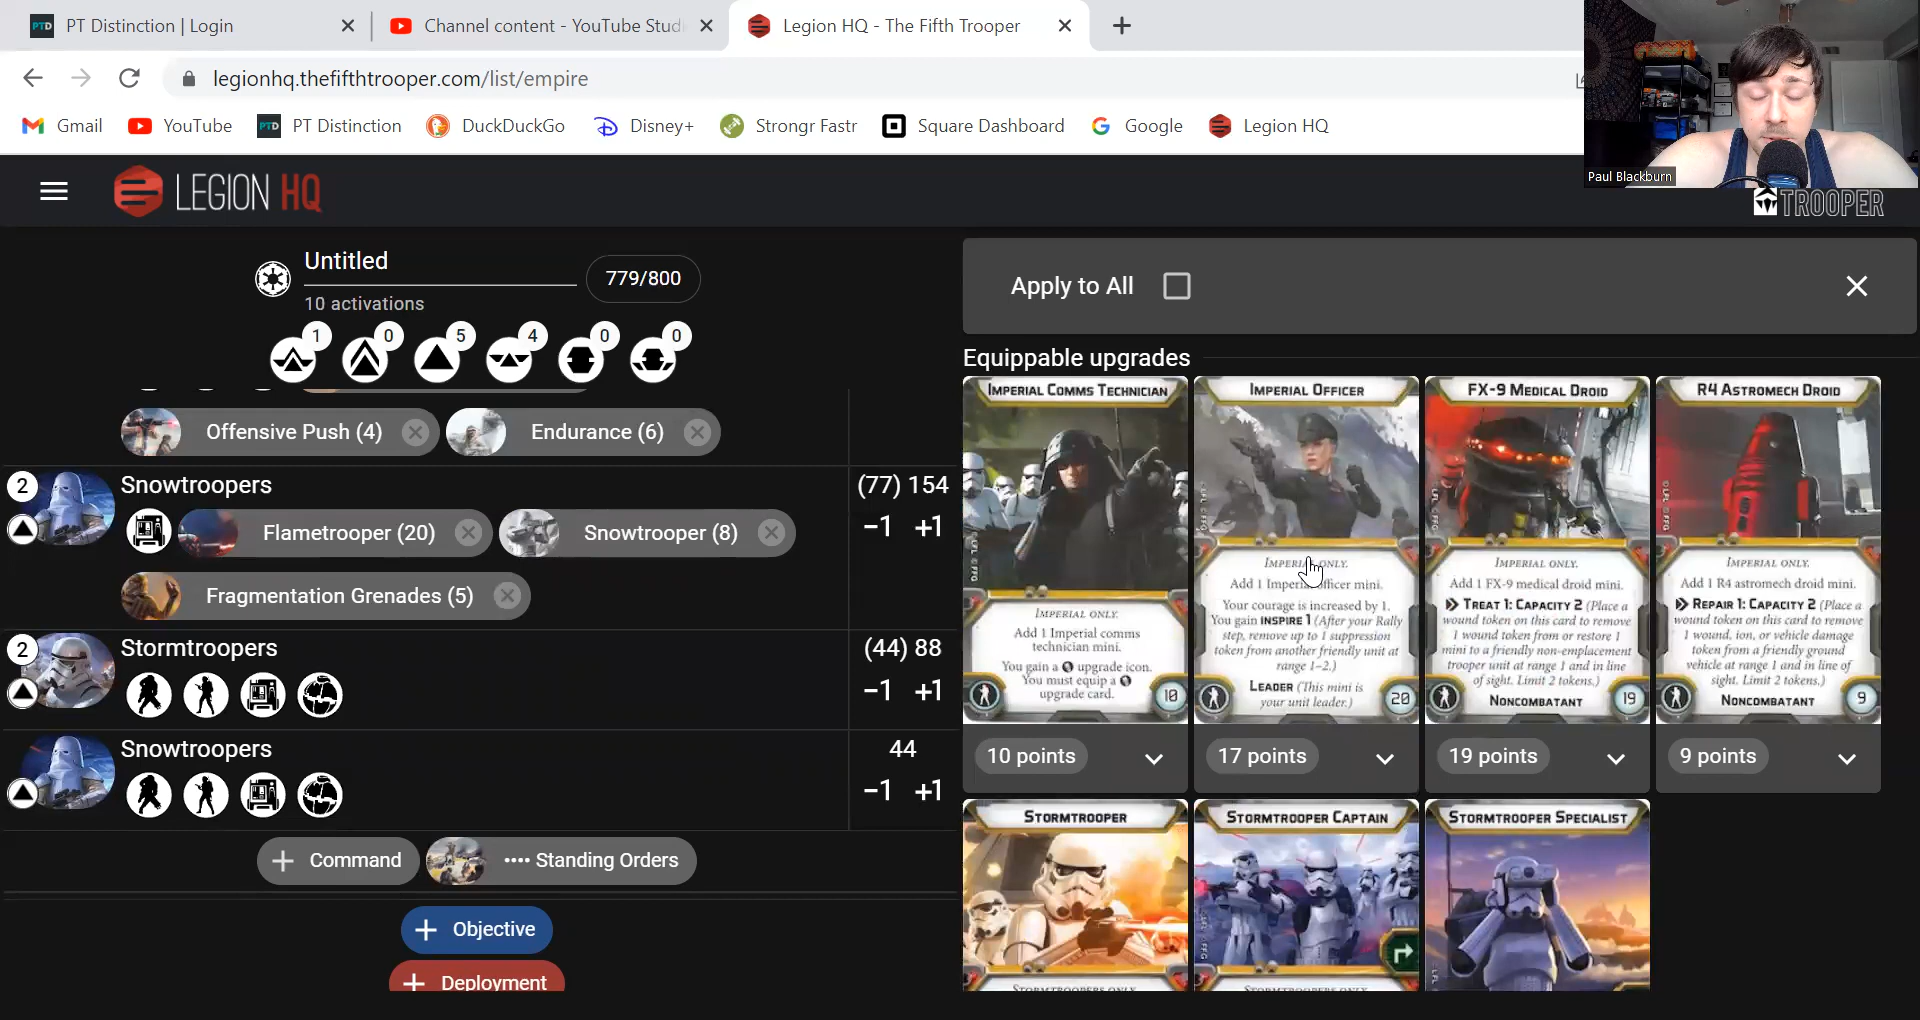 PTD PT Distinction | Login
Channel content - YouTube Studi
Legion HQ - The Fifth Trooper
legionhq.thefifthtrooper.com/list/empire
Gmail
YouTube
PTD PT Distinction
DuckDuckGo
Disney+
Strongr Fastr
Square Dashboard
Google
Legion HQ
Paul Blackburn
LEGION HQ
TROOPER
Untitled
779/800
10 activations
1 0 5 4 0 0
Offensive Push (4)
Endurance (6)
2 Snowtroopers
(77) 154
Flametrooper (20)
Snowtrooper (8)
−1 +1
Fragmentation Grenades (5)
2 Stormtroopers
(44) 88
−1 +1
Snowtroopers
44
−1 +1
+ Command
•••• Standing Orders
+ Objective
+ Deployment
Apply to All
Equippable upgrades
IMPERIAL COMMS TECHNICIAN
IMPERIAL ONLY.
Add 1 Imperial comms
technician mini.
You gain a upgrade icon.
You must equip a
upgrade card.
10
10 points
IMPERIAL OFFICER
IMPERIAL ONLY.
Add 1 Imperial officer mini.
Your courage is increased by 1.
You gain INSPIRE 1 (After your Rally
step, remove up to 1 suppression
token from another friendly unit at
range 1–2.)
LEADER (This mini is
your unit leader.)
20
17 points
FX-9 MEDICAL DROID
IMPERIAL ONLY.
Add 1 FX-9 medical droid mini.
TREAT 1: CAPACITY 2 (Place a
wound token on this card to remove
1 wound token from or restore 1
mini to a friendly non-emplacement
trooper unit at range 1 and in line
of sight. Limit 2 tokens.)
NONCOMBATANT
19
19 points
R4 ASTROMECH DROID
IMPERIAL ONLY.
Add 1 R4 astromech droid mini.
REPAIR 1: CAPACITY 2 (Place a
wound token on this card to remove
1 wound, ion, or vehicle damage
token from a friendly ground
vehicle at range 1 and in line of
sight. Limit 2 tokens.)
NONCOMBATANT
9
9 points
STORMTROOPER
STORMTROOPERS ONLY.
STORMTROOPER CAPTAIN
STORMTROOPERS ONLY.
STORMTROOPER SPECIALIST